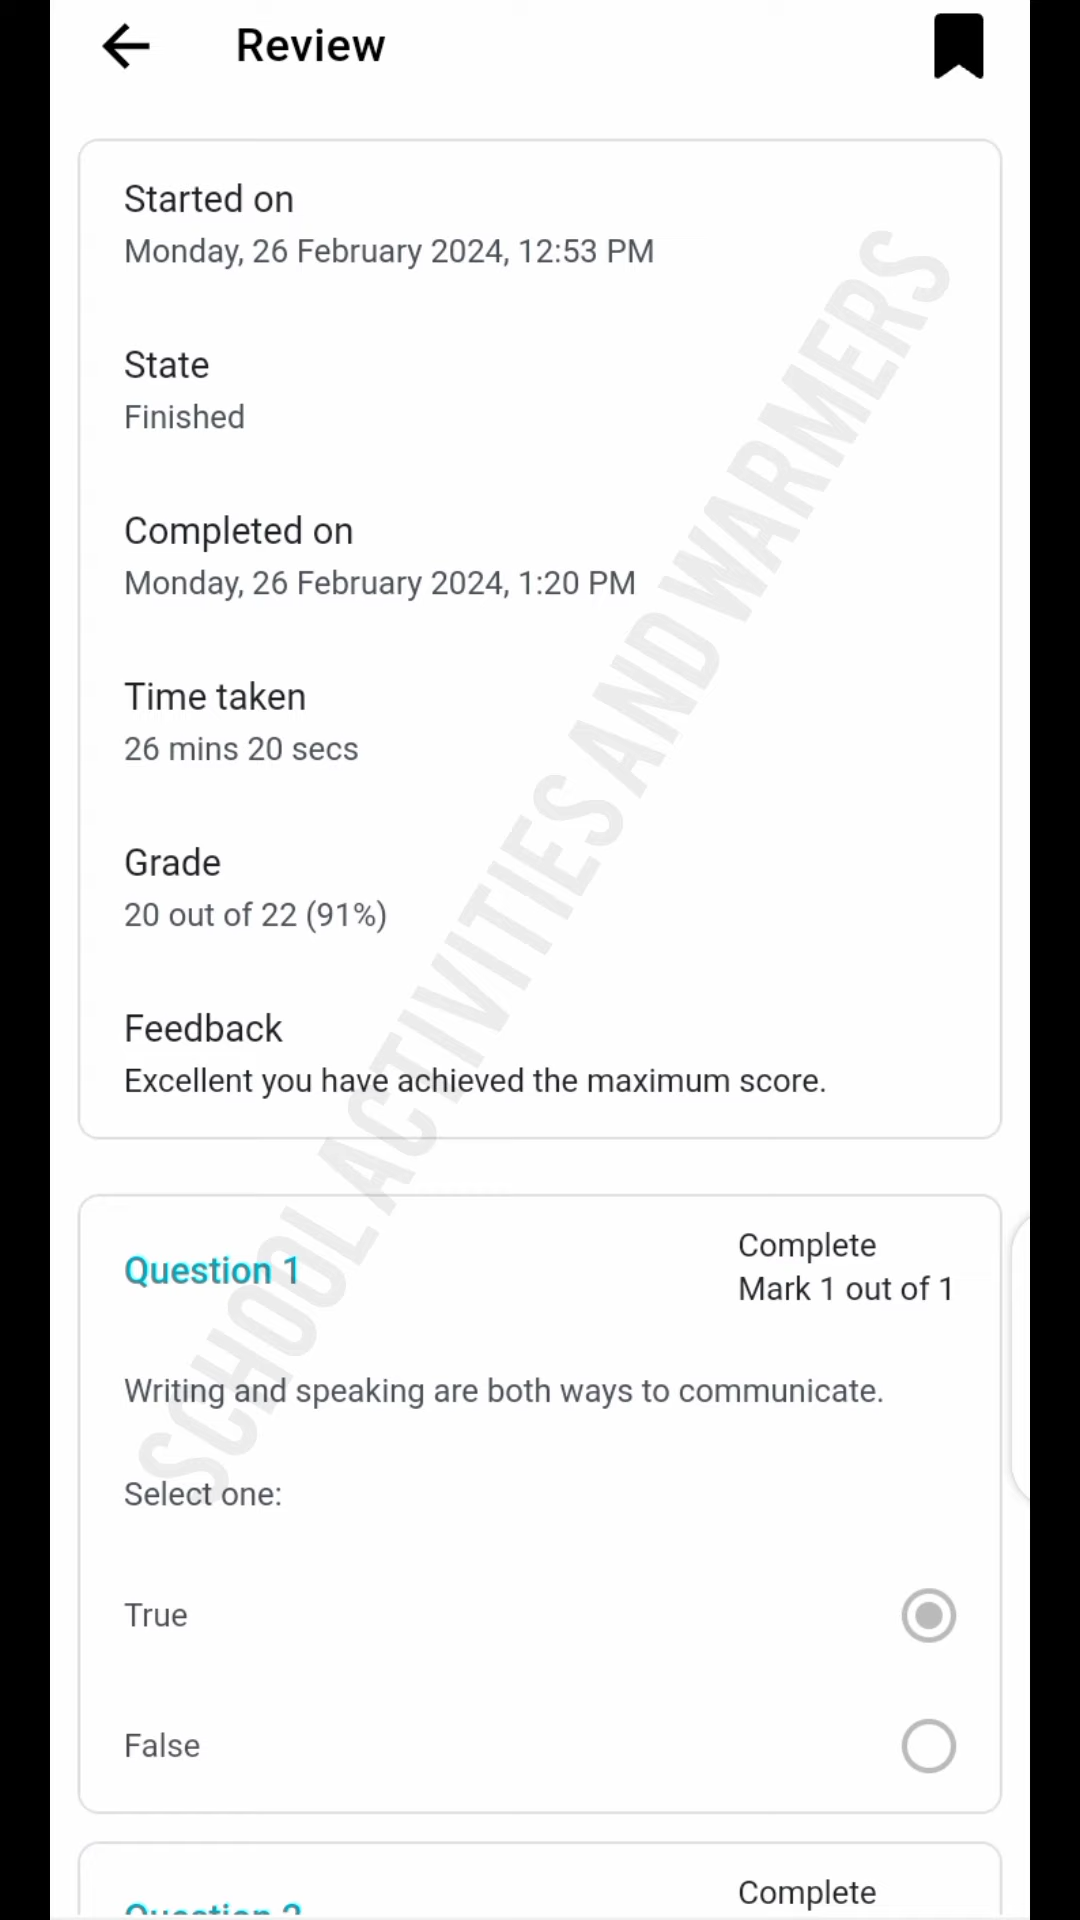 Review
Started on
Monday, 26 February 2024, 12:53 PM
State
Finished
Completed on
Monday, 26 February 2024, 1:20 PM
Time taken
26 mins 20 secs
Grade
20 out of 22 (91%)
Feedback
Excellent you have achieved the maximum score.
SCHOOL ACTIVITIES AND WARMERS
Question 1
Complete
Mark 1 out of 1
Writing and speaking are both ways to communicate.
Select one:
True
False
Question 2
Complete